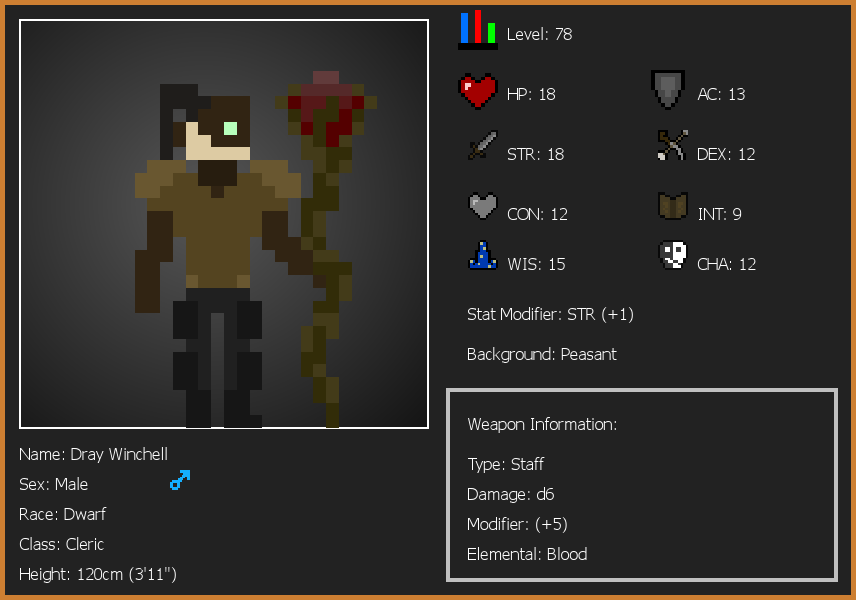 Level: 78
HP: 18
AC: 13
STR: 18
DEX: 12
CON: 12
INT: 9
WIS: 15
CHA: 12
Stat Modifier: STR (+1)
Background: Peasant
Weapon Information:
Type: Staff
Damage: d6
Modifier: (+5)
Elemental: Blood
Name: Dray Winchell
Sex: Male
Race: Dwarf
Class: Cleric
Height: 120cm (3'11")